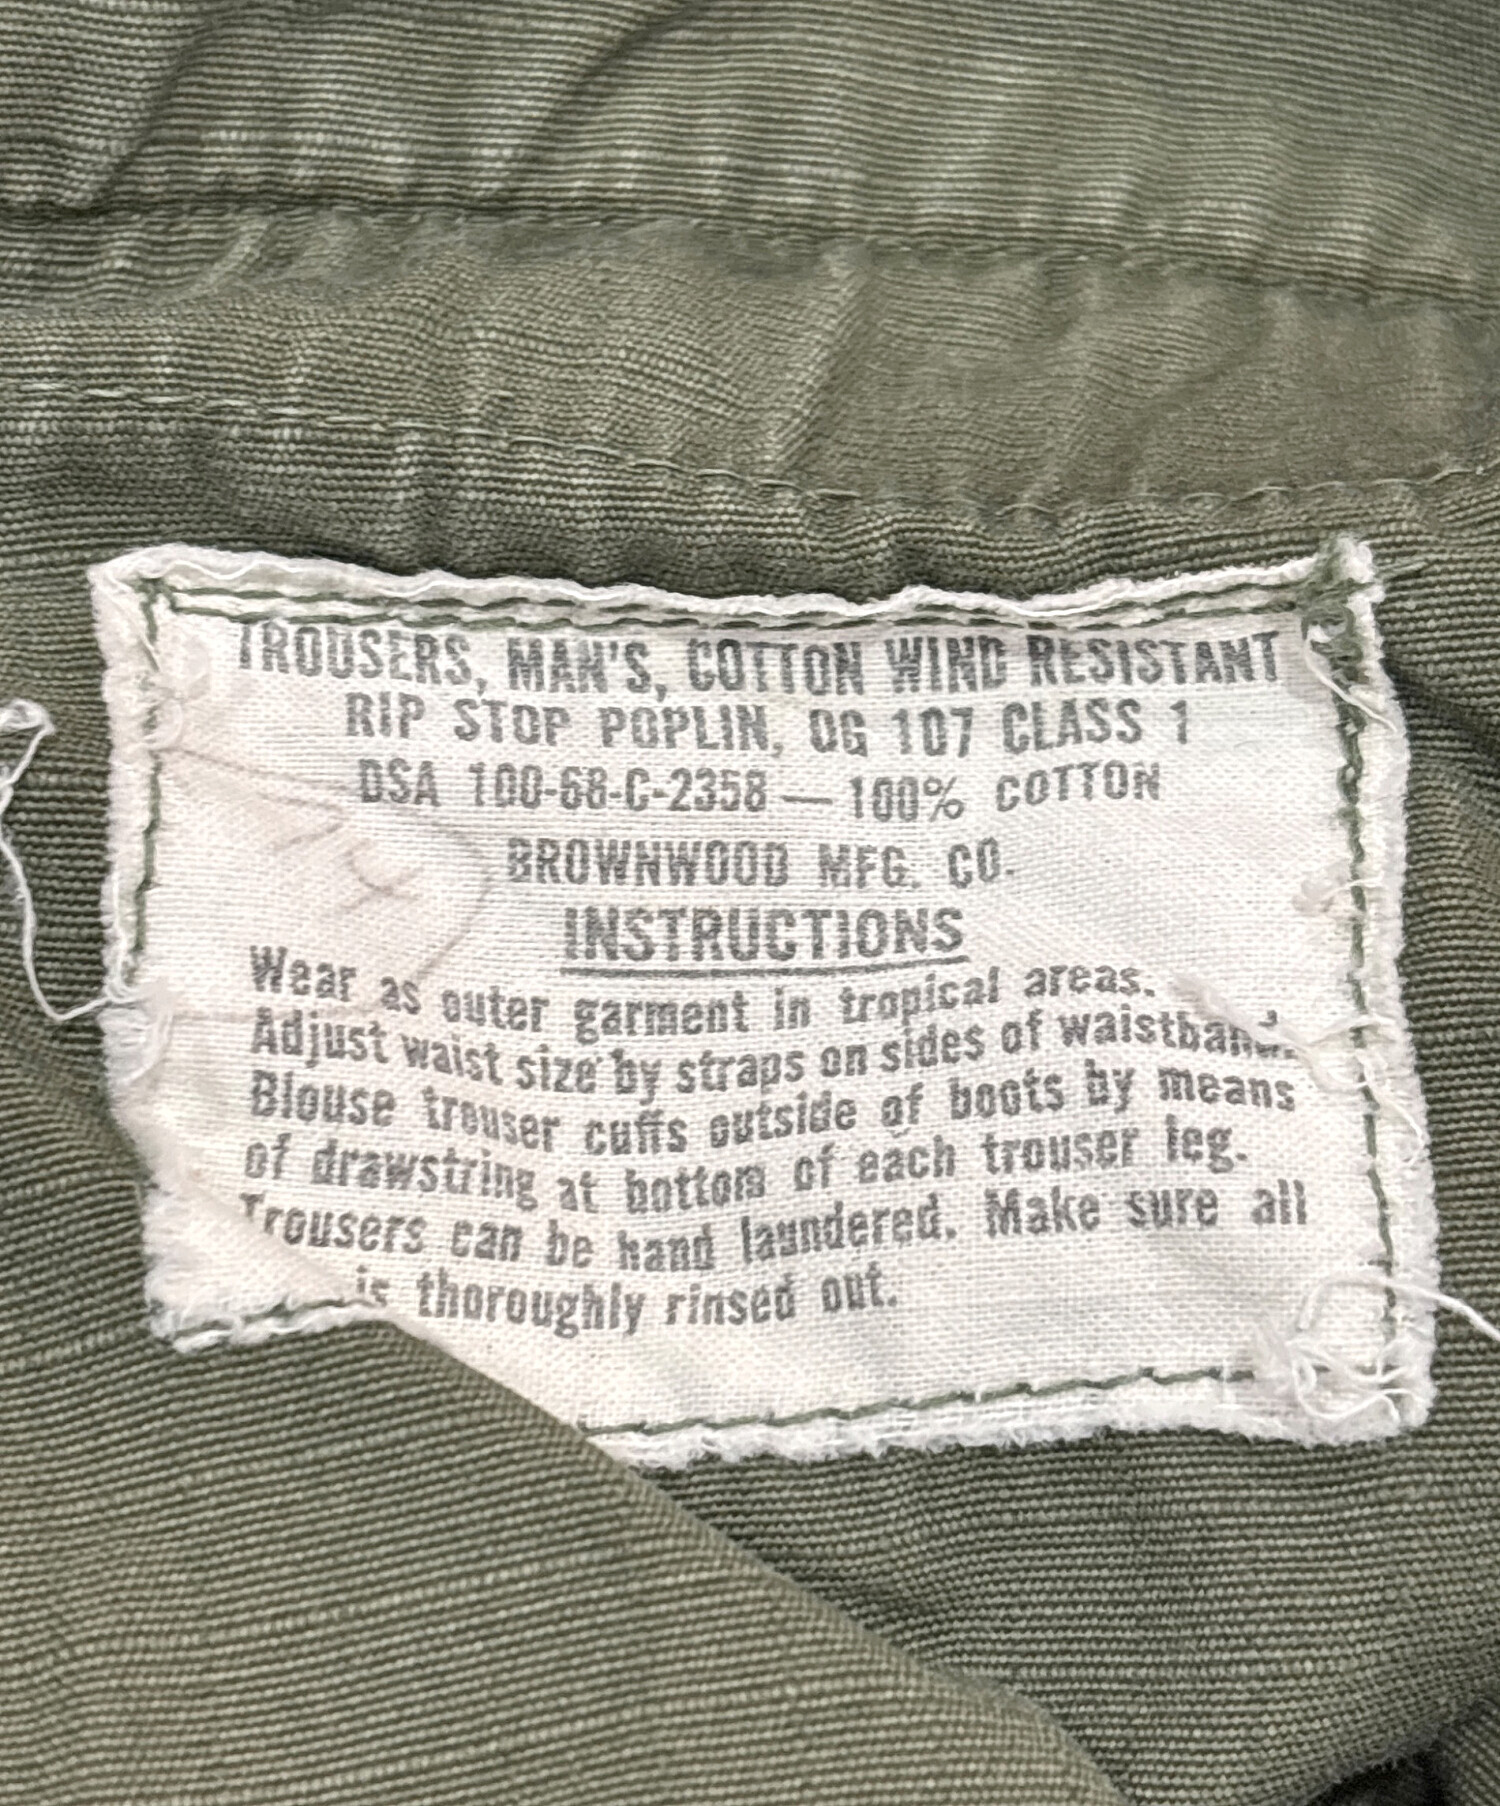 TROUSERS, MAN'S, COTTON WIND RESISTANT
RIP STOP POPLIN, OG 107 CLASS 1
DSA 100-68-C-2358 — 100% COTTON
BROWNWOOD MFG. CO.
INSTRUCTIONS
Wear as outer garment in tropical areas.
Adjust waist size by straps on sides of waistband.
Blouse trouser cuffs outside of boots by means
of drawstring at bottom of each trouser leg.
Trousers can be hand laundered. Make sure all
is thoroughly rinsed out.